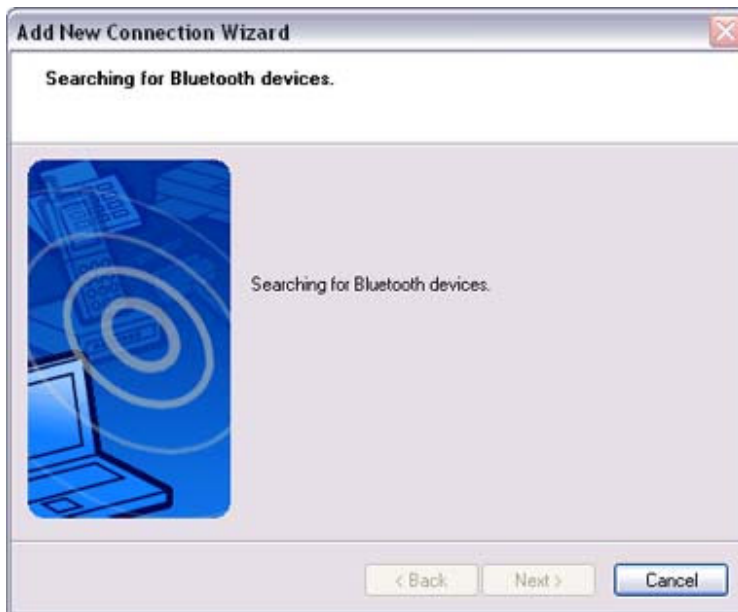 Add New Connection Wizard
Searching for Bluetooth devices.
Searching for Bluetooth devices.
< Back Next > Cancel